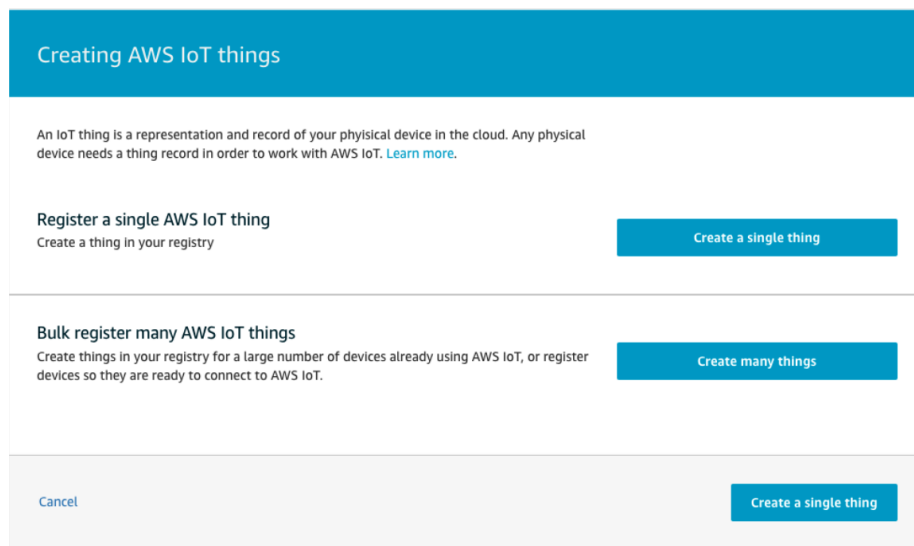 Creating AWS IoT things
An IoT thing is a representation and record of your phyisical device in the cloud. Any physical
device needs a thing record in order to work with AWS IoT. Learn more.
Register a single AWS IoT thing
Create a thing in your registry
Create a single thing
Bulk register many AWS IoT things
Create things in your registry for a large number of devices already using AWS IoT, or register
devices so they are ready to connect to AWS IoT.
Create many things
Cancel
Create a single thing